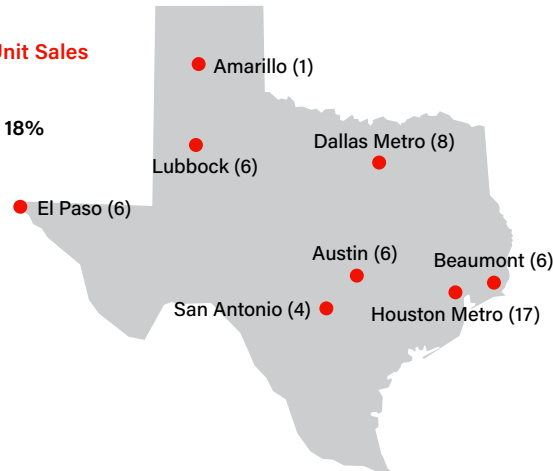 nit Sales
18%
Amarillo (1)
Dallas Metro (8)
Lubbock (6)
El Paso (6)
Austin (6)
Beaumont (6)
San Antonio (4)
Houston Metro (17)